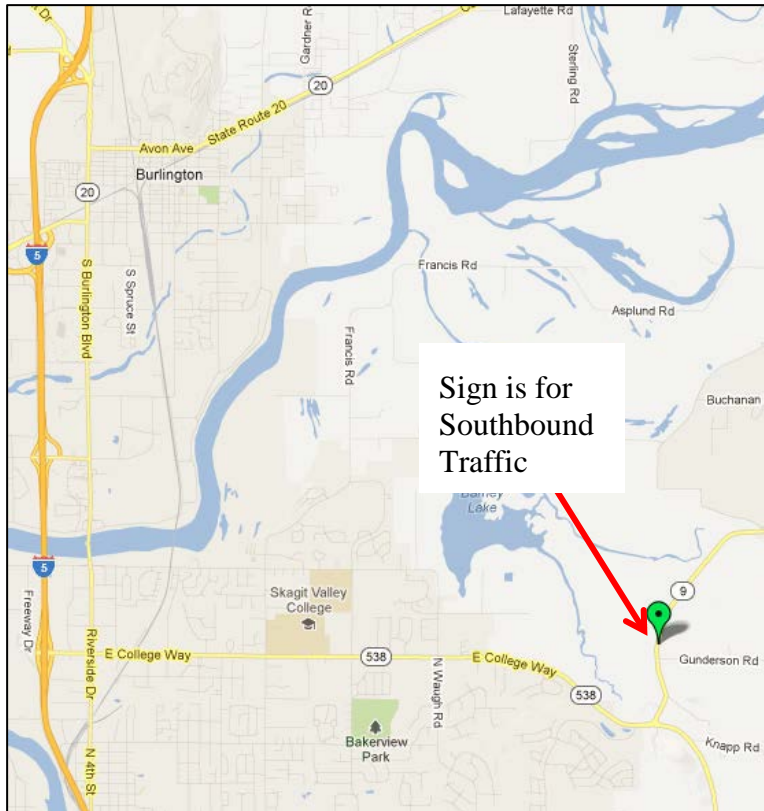 Lafayette Rd
Gardner Rd
Sterling Rd
20
State Route 20
Avon Ave
Burlington
20
5
S Burlington Blvd
S Spruce St
Francis Rd
Asplund Rd
Francis Rd
Sign is for
Southbound
Traffic
Buchanan
Barney
Lake
5
Freeway Dr
Skagit Valley
College
9
Riverside Dr
E College Way
538
N Waugh Rd
E College Way
538
Gunderson Rd
Knapp Rd
Bakerview
Park
N 4th St